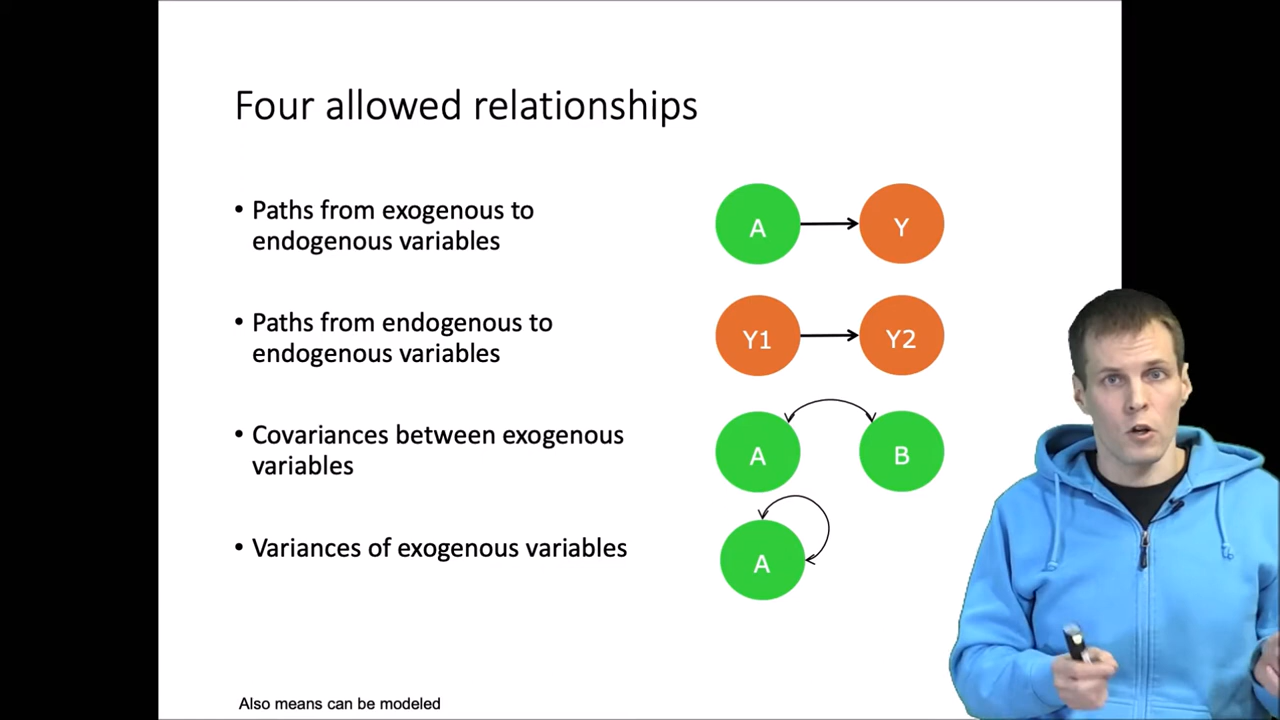 Four allowed relationships
• Paths from exogenous to
endogenous variables
A
Y
• Paths from endogenous to
endogenous variables
Y1
Y2
• Covariances between exogenous
variables
A
B
• Variances of exogenous variables
A
Also means can be modeled